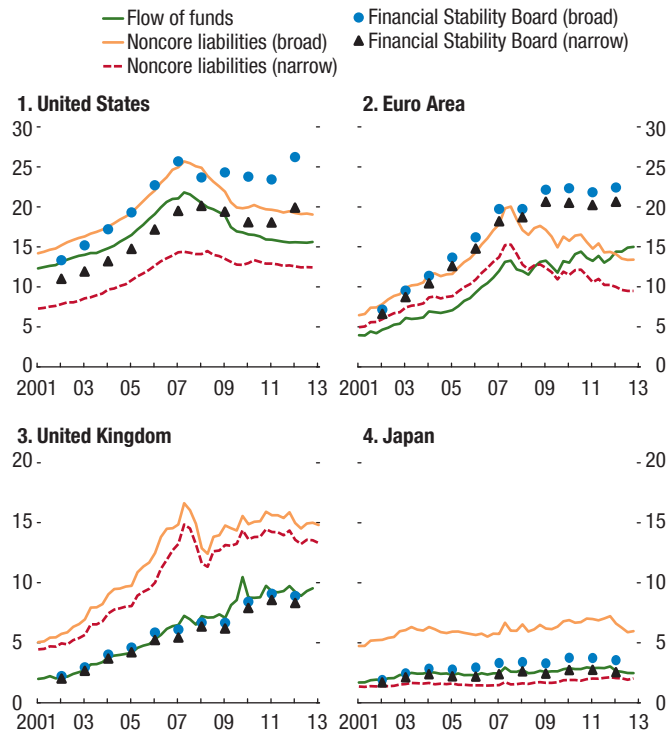 Flow of funds
Noncore liabilities (broad)
Noncore liabilities (narrow)
Financial Stability Board (broad)
Financial Stability Board (narrow)
1. United States
30
25
20
15
10
5
0
2001 03 05 07 09 11 13
2. Euro Area
30
25
20
15
10
5
0
2001 03 05 07 09 11 13
3. United Kingdom
20
15
10
5
0
2001 03 05 07 09 11 13
4. Japan
20
15
10
5
0
2001 03 05 07 09 11 13